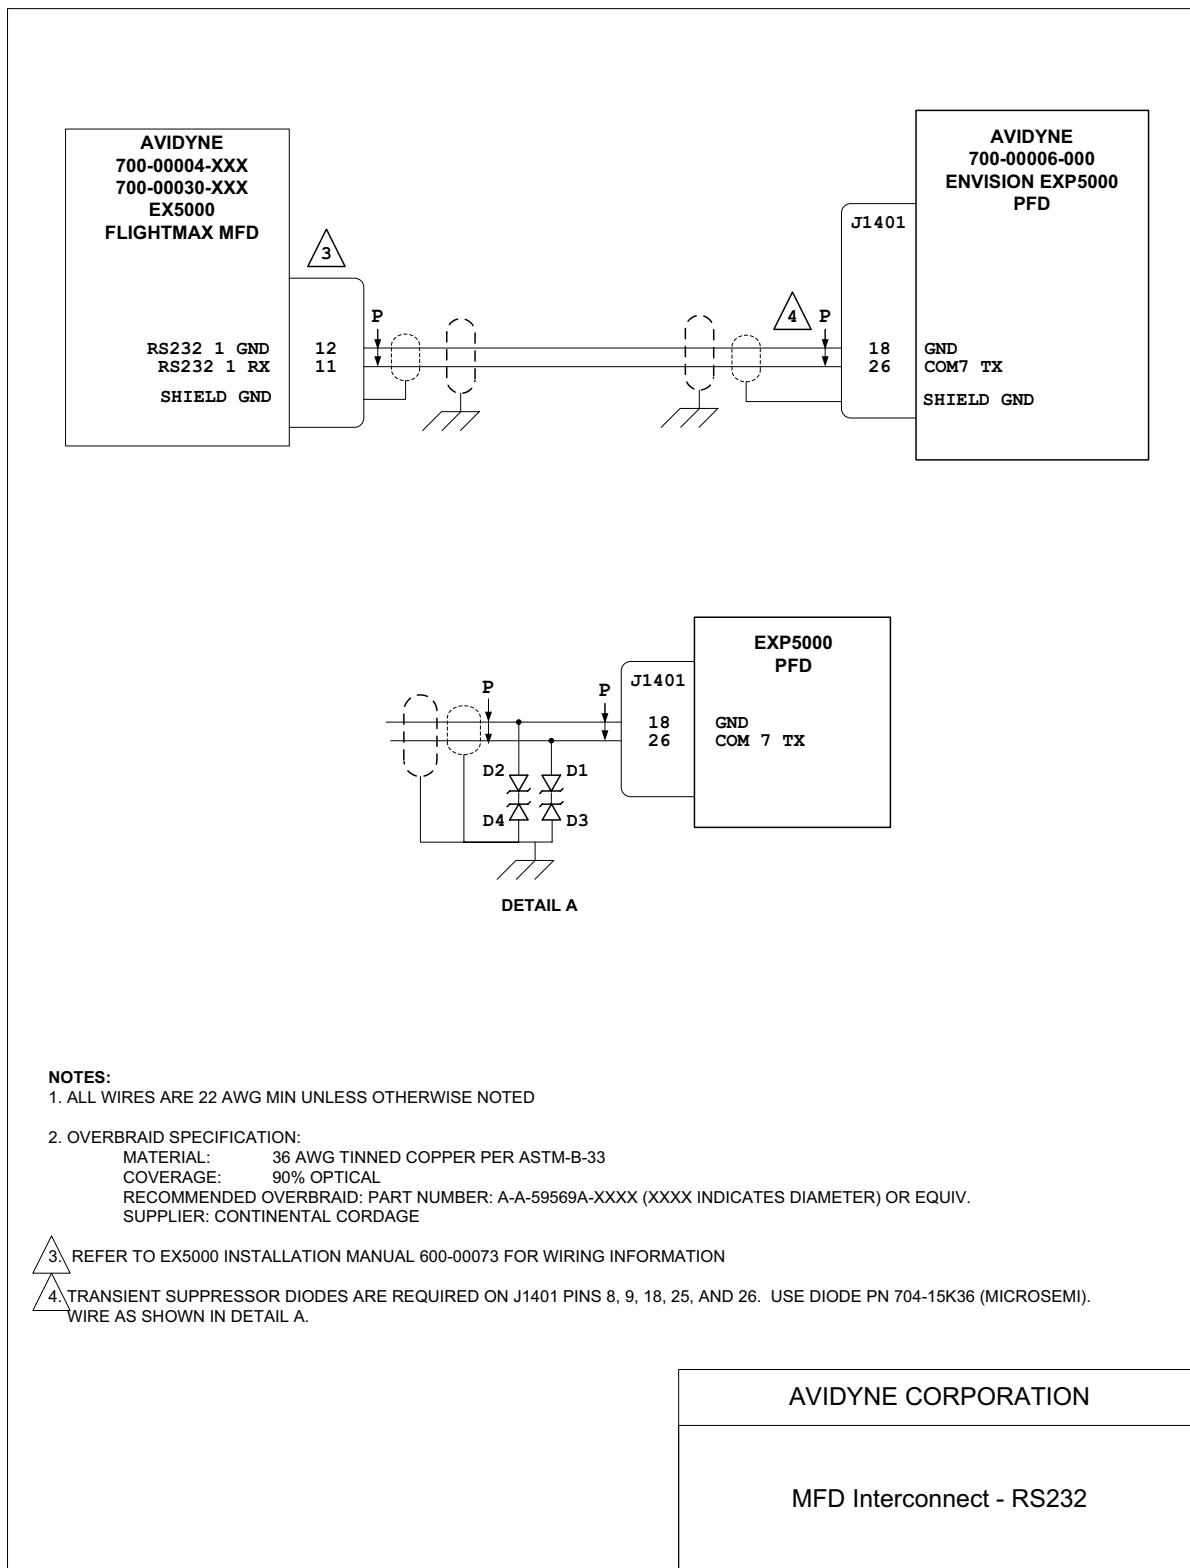 AVIDYNE
700-00004-XXX
700-00030-XXX
EX5000
FLIGHTMAX MFD
3
P
RS232 1 GND 12
RS232 1 RX 11
SHIELD GND
AVIDYNE
700-00006-000
ENVISION EXP5000
PFD
J1401
4 P
18 GND
26 COM7 TX
SHIELD GND
EXP5000
PFD
J1401
P P
18 GND
26 COM 7 TX
D2 D1
D4 D3
DETAIL A
NOTES:
1. ALL WIRES ARE 22 AWG MIN UNLESS OTHERWISE NOTED
2. OVERBRAID SPECIFICATION:
MATERIAL: 36 AWG TINNED COPPER PER ASTM-B-33
COVERAGE: 90% OPTICAL
RECOMMENDED OVERBRAID: PART NUMBER: A-A-59569A-XXXX (XXXX INDICATES DIAMETER) OR EQUIV.
SUPPLIER: CONTINENTAL CORDAGE
3. REFER TO EX5000 INSTALLATION MANUAL 600-00073 FOR WIRING INFORMATION
4. TRANSIENT SUPPRESSOR DIODES ARE REQUIRED ON J1401 PINS 8, 9, 18, 25, AND 26. USE DIODE PN 704-15K36 (MICROSEMI).
WIRE AS SHOWN IN DETAIL A.
AVIDYNE CORPORATION
MFD Interconnect - RS232